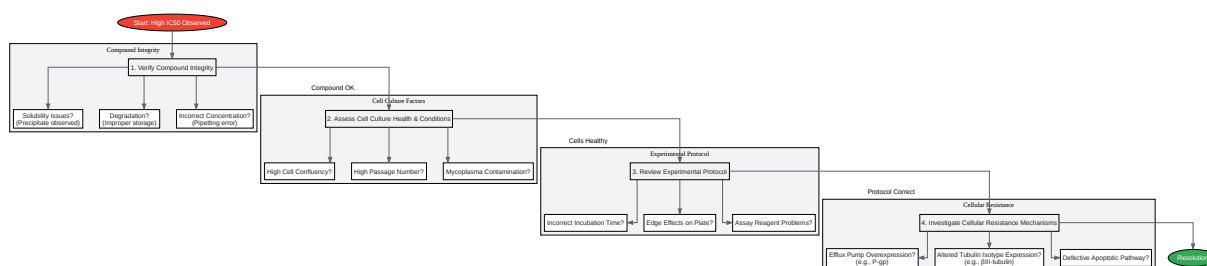 Start: High IC50 Observed
Compound Integrity
1. Verify Compound Integrity
Solubility Issues?
(Precipitate observed)
Degradation?
(Improper storage)
Incorrect Concentration?
(Pipetting error)
Compound OK
Cell Culture Factors
2. Assess Cell Culture Health & Conditions
High Cell Confluency?
High Passage Number?
Mycoplasma Contamination?
Cells Healthy
Experimental Protocol
3. Review Experimental Protocol
Incorrect Incubation Time?
Edge Effects on Plate?
Assay Reagent Problems?
Protocol Correct
Cellular Resistance
4. Investigate Cellular Resistance Mechanisms
Efflux Pump Overexpression?
(e.g., P-gp)
Altered Tubulin Isotype Expression?
(e.g., βIII-tubulin)
Defective Apoptotic Pathway?
Resolution